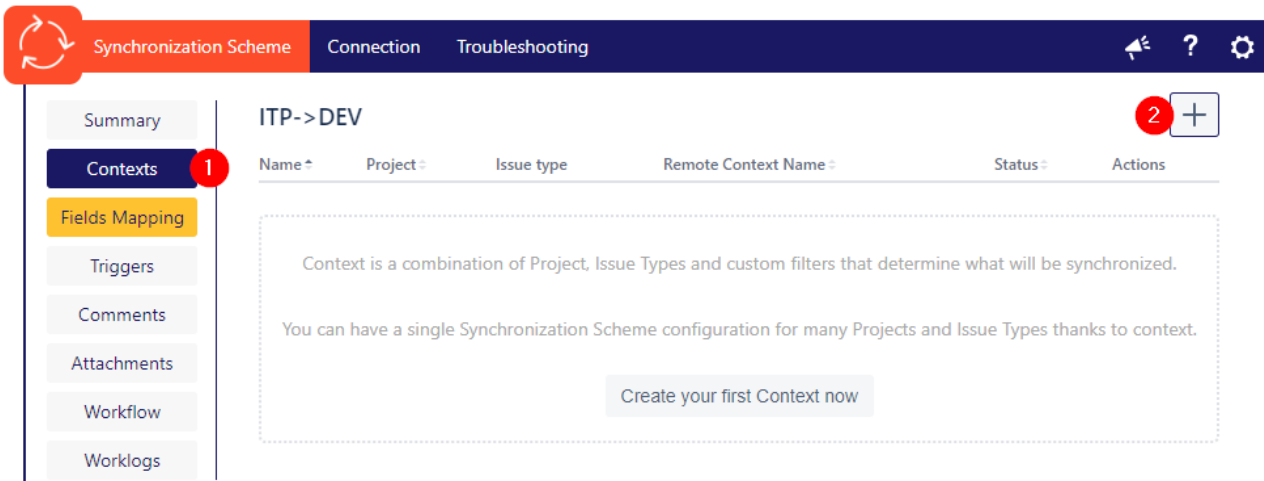 Synchronization Scheme Connection Troubleshooting ?
Summary
Contexts 1
Fields Mapping
Triggers
Comments
Attachments
Workflow
Worklogs
ITP->DEV 2 +
Name Project Issue type Remote Context Name Status Actions
Context is a combination of Project, Issue Types and custom filters that determine what will be synchronized.
You can have a single Synchronization Scheme configuration for many Projects and Issue Types thanks to context.
Create your first Context now